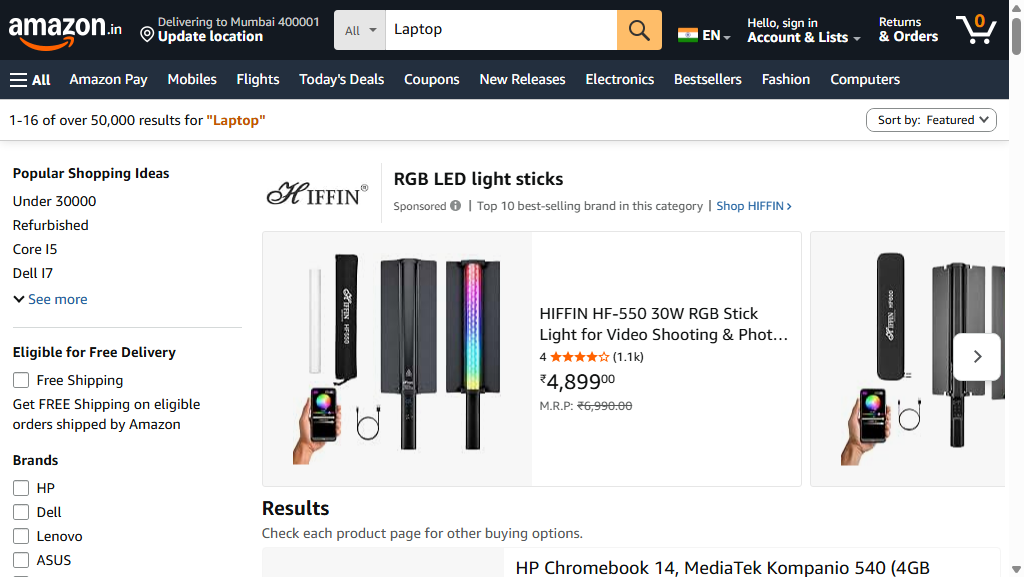 amazon.in
Delivering to Mumbai 400001
Update location
All
Laptop
EN
Hello, sign in
Account & Lists
Returns
& Orders
0
All
Amazon Pay
Mobiles
Flights
Today's Deals
Coupons
New Releases
Electronics
Bestsellers
Fashion
Computers
1-16 of over 50,000 results for "Laptop"
Sort by: Featured
Popular Shopping Ideas
Under 30000
Refurbished
Core I5
Dell I7
See more
Eligible for Free Delivery
Free Shipping
Get FREE Shipping on eligible
orders shipped by Amazon
Brands
HP
Dell
Lenovo
ASUS
HIFFIN®
RGB LED light sticks
Sponsored | Top 10 best-selling brand in this category | Shop HIFFIN
HIFFIN HF-550
HIFFIN HF-550 30W RGB Stick
Light for Video Shooting & Phot…
4 (1.1k)
₹4,89900
M.R.P: ₹6,990.00
HIFFIN
Results
Check each product page for other buying options.
HP Chromebook 14, MediaTek Kompanio 540 (4GB